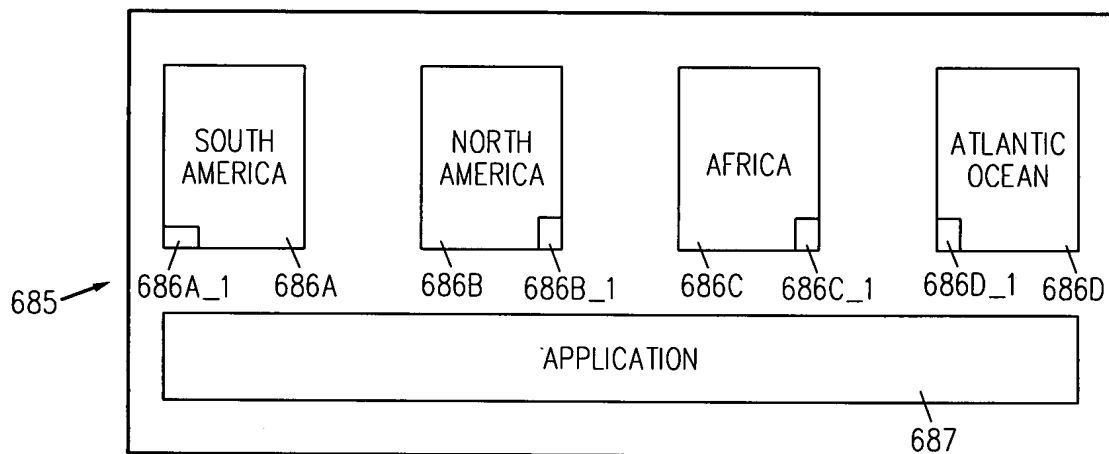 SOUTH
AMERICA
NORTH
AMERICA
AFRICA
ATLANTIC
OCEAN
686A_1
686A
686B
686B_1
686C
686C_1
686D_1
686D
685
APPLICATION
687